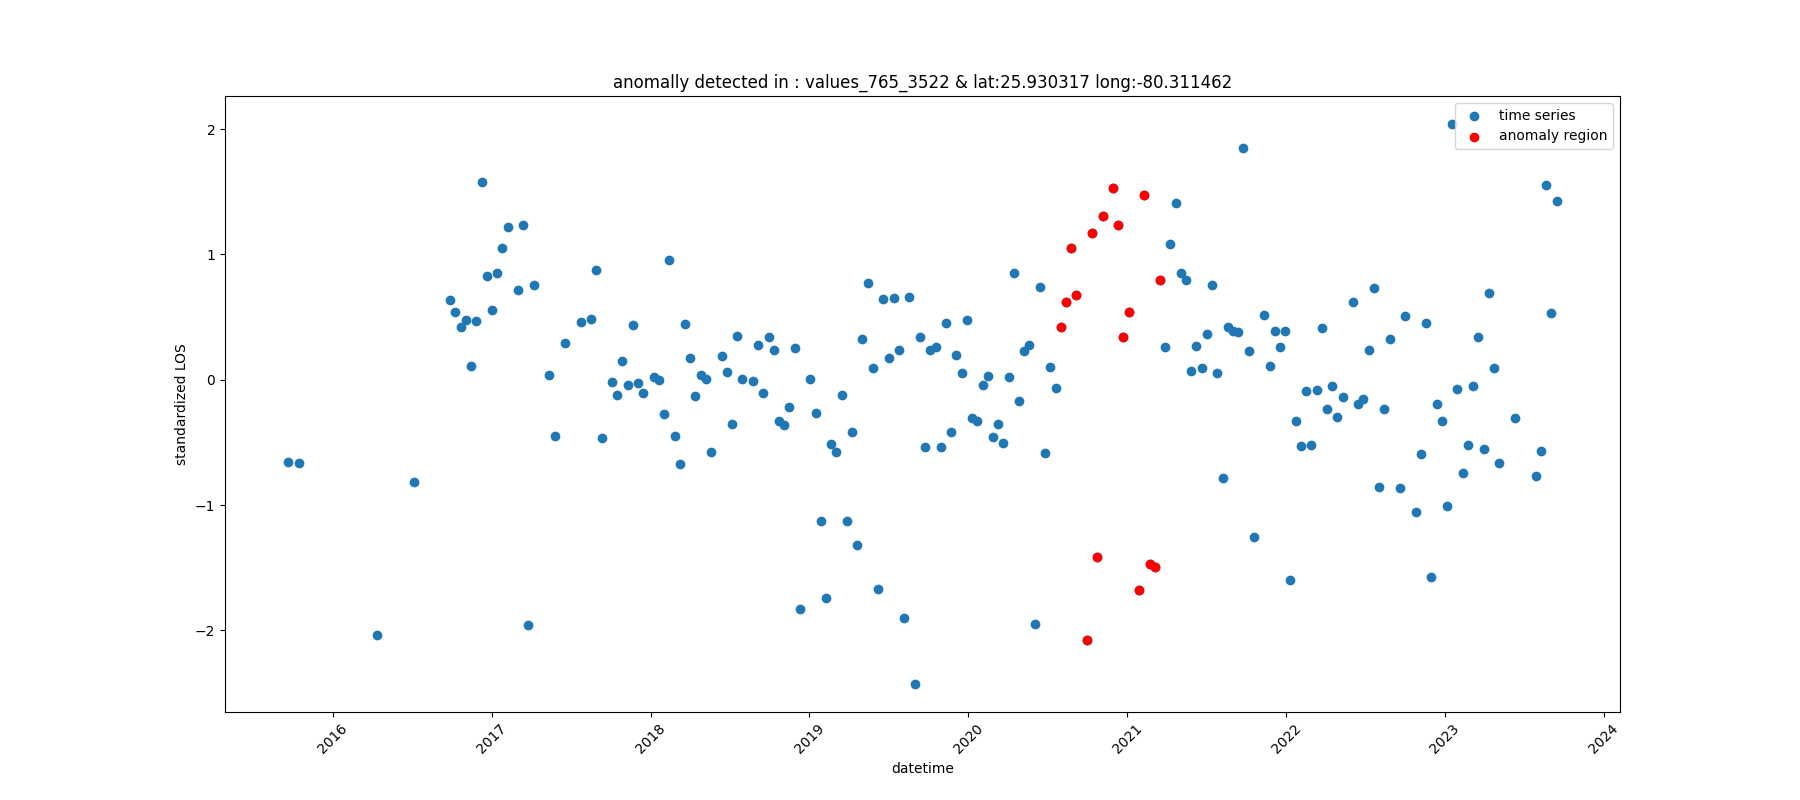 anomally detected in : values_765_3522 & lat:25.930317 long:-80.311462
time series
anomaly region
standardized LOS
2
1
0
−1
−2
2016
2017
2018
2019
2020
2021
2022
2023
2024
datetime